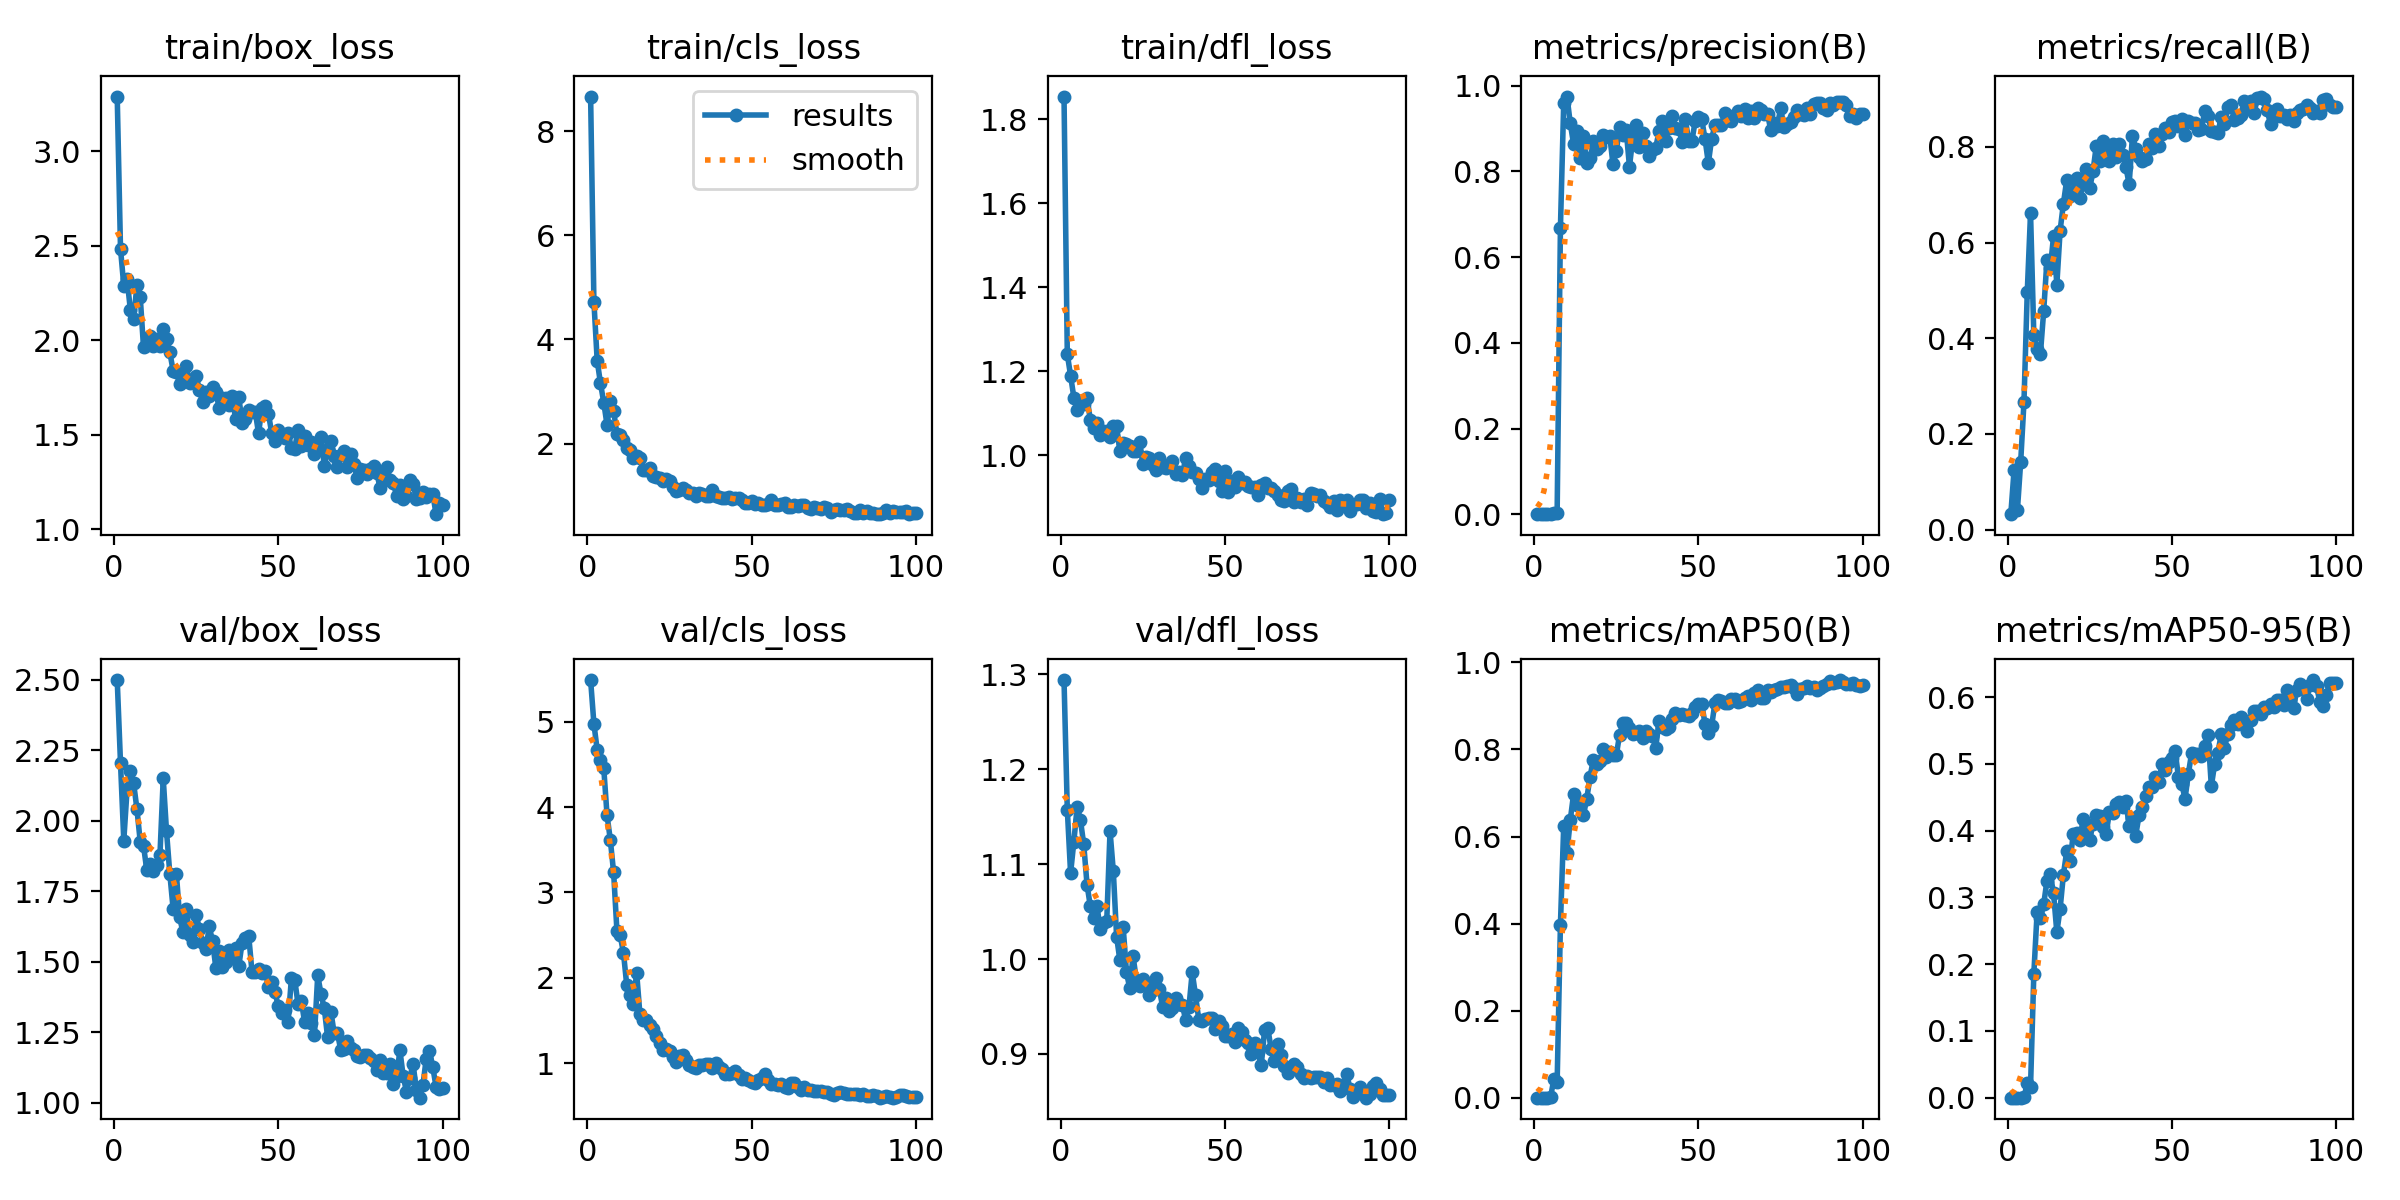 train/box_loss
3.0
2.5
2.0
1.5
1.0
0 50 100
train/cls_loss
results
smooth
8
6
4
2
0 50 100
train/dfl_loss
1.8
1.6
1.4
1.2
1.0
0 50 100
metrics/precision(B)
1.0
0.8
0.6
0.4
0.2
0.0
0 50 100
metrics/recall(B)
0.8
0.6
0.4
0.2
0.0
0 50 100
val/box_loss
2.50
2.25
2.00
1.75
1.50
1.25
1.00
0 50 100
val/cls_loss
5
4
3
2
1
0 50 100
val/dfl_loss
1.3
1.2
1.1
1.0
0.9
0 50 100
metrics/mAP50(B)
1.0
0.8
0.6
0.4
0.2
0.0
0 50 100
metrics/mAP50-95(B)
0.6
0.5
0.4
0.3
0.2
0.1
0.0
0 50 100